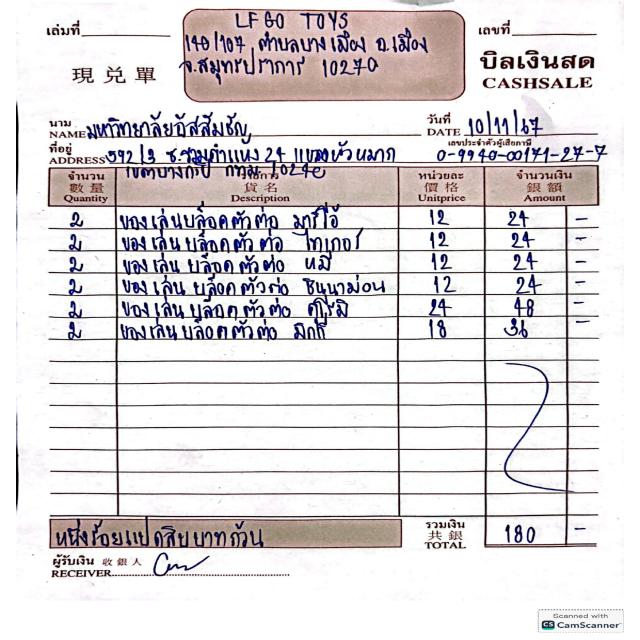 LEGO TOYS
เล่มที่
140/107 ตำบลบางเมือง อ.เมือง
เลขที่
จ.สมุทรปราการ 10270
現兌單
บิลเงินสด
CASHSALE
นาม
NAME มหาวิทยาลัยอัสสัมชัญ
วันที่
DATE 10/11/67
ที่อยู่
ADDRESS 592/3 ซ.รามคำแหง 24 แขวงหัวหมาก
เลขประจำตัวผู้เสียภาษี
0-9940-00171-27-7
เขตบางกะปิ กทม. 10240
จำนวน รายการ หน่วยละ จำนวนเงิน
數量 貨名 價格 銀額
Quantity Description Unitprice Amount
2 ของเล่นบล็อคตัวต่อ มาริโอ้ 12 24 -
2 ของเล่นบล็อคตัวต่อ ไทเกอร์ 12 24 -
2 ของเล่นบล็อคตัวต่อ หมี 12 24 -
2 ของเล่นบล็อคตัวต่อ ซินนาม่อน 12 24 -
2 ของเล่นบล็อคตัวต่อ คุโรมิ 24 48 -
2 ของเล่นบล็อคตัวต่อ มิกกี้ 18 36 -
หนึ่งร้อยแปดสิบบาทถ้วน
รวมเงิน
共銀
TOTAL 180 -
ผู้รับเงิน 收銀人
RECEIVER
Scanned with
CS CamScanner